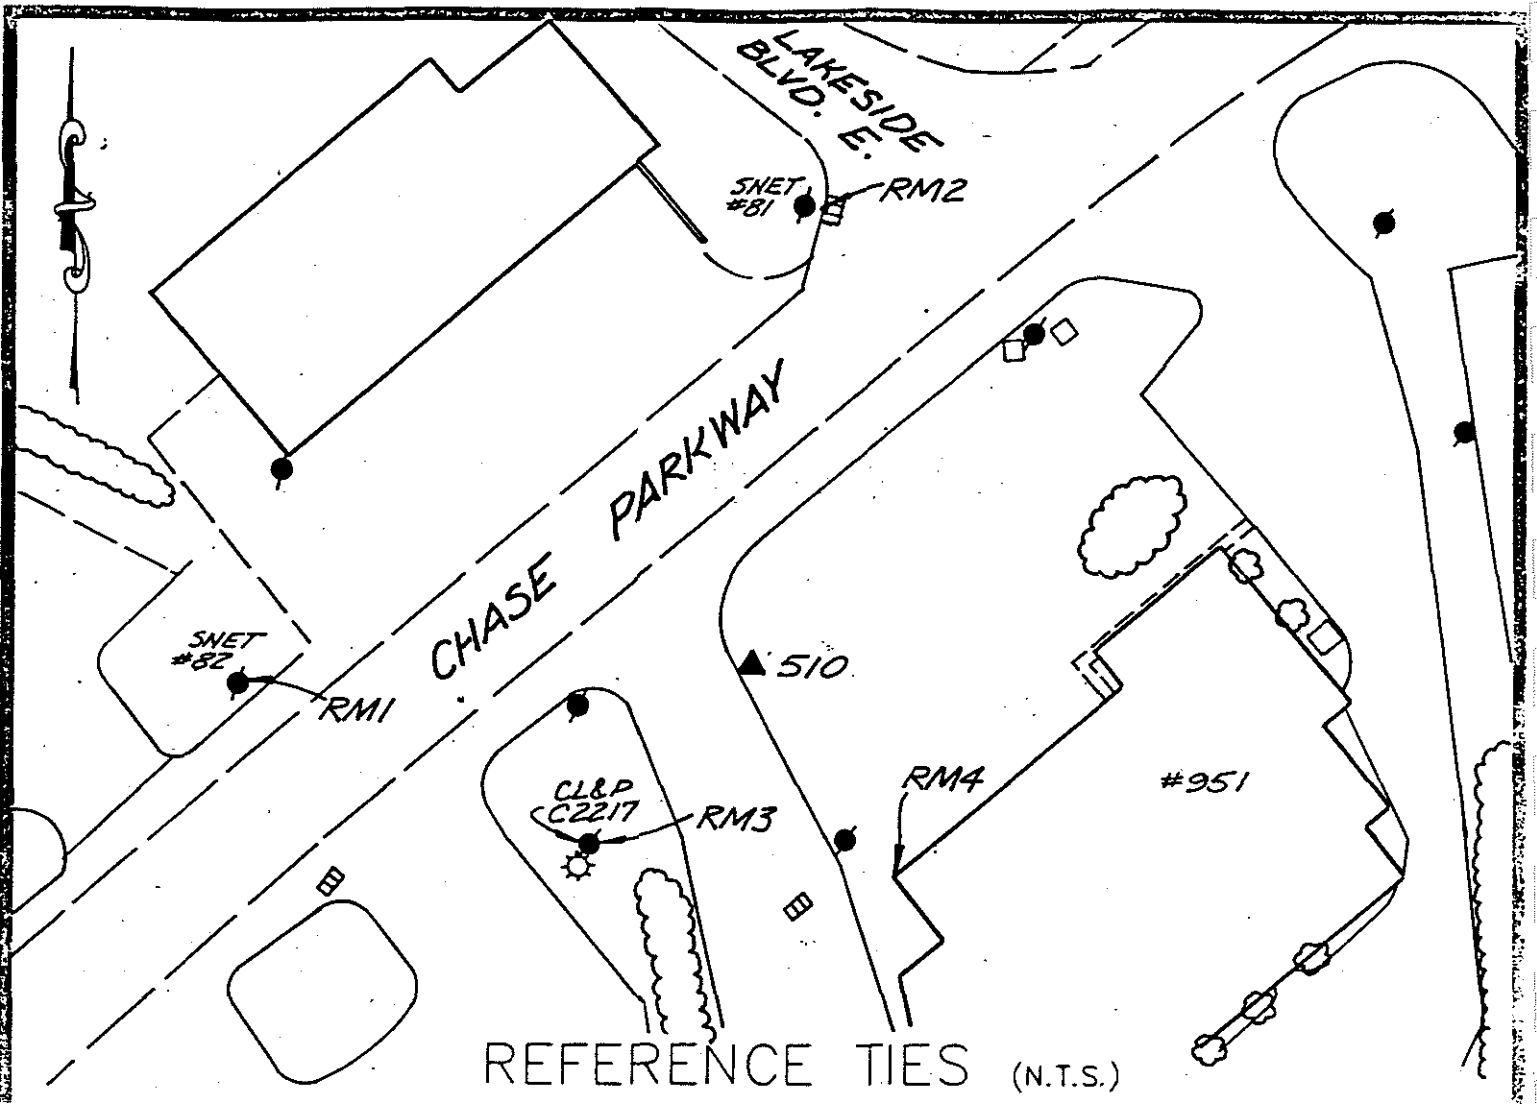 LAKESIDE
BLVD. E.
SNET
#81
RM2
CHASE PARKWAY
SNET
#82
RM1
510
CL&P
C2217
RM3
RM4
#951
REFERENCE TIES (N.T.S.)